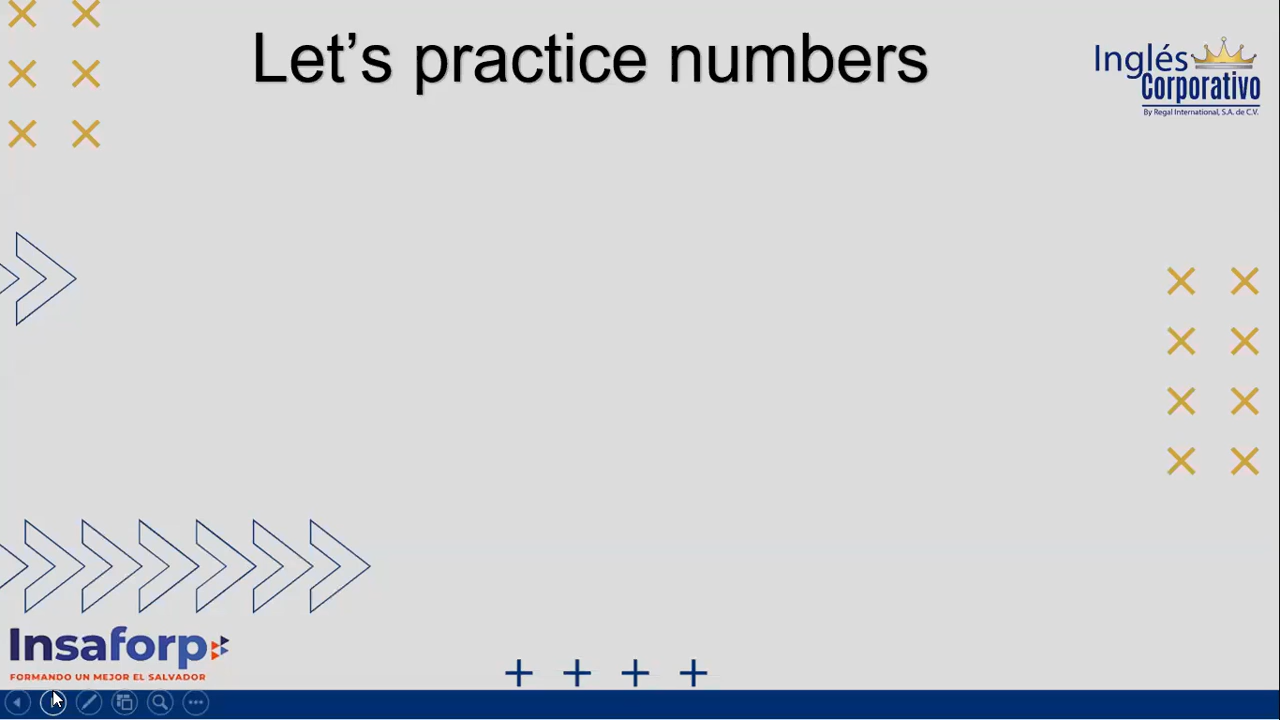 Let's practice numbers
Inglés
Corporativo
By Regal International, S.A. de C.V.
Insaforp
FORMANDO UN MEJOR EL SALVADOR